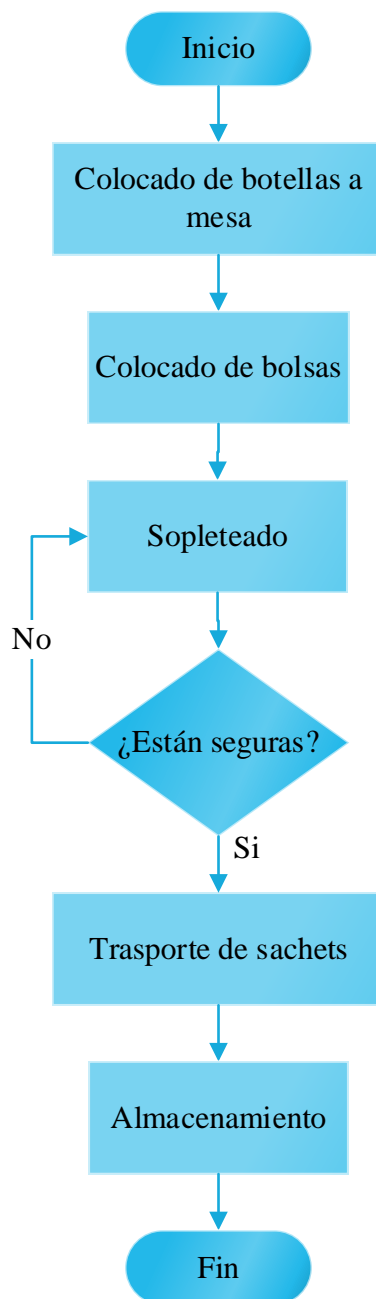 Inicio
Colocado de botellas a
mesa
Colocado de bolsas
Sopleteado
No
¿Están seguras?
Si
Trasporte de sachets
Almacenamiento
Fin